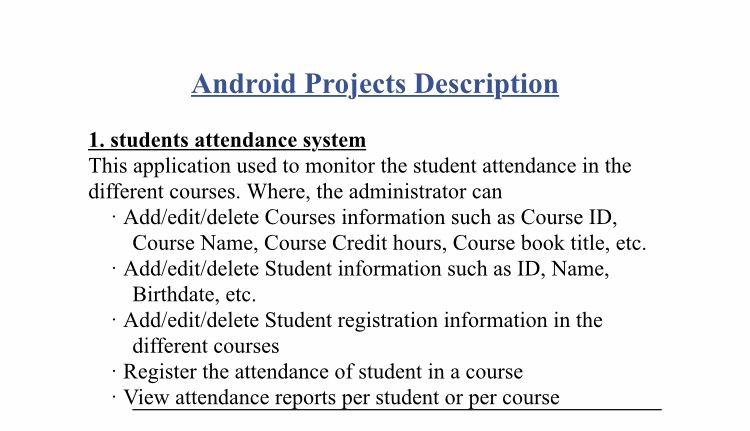 Android Projects Description
1. students attendance system
This application used to monitor the student attendance in the
different courses. Where, the administrator can
· Add/edit/delete Courses information such as Course ID,
Course Name, Course Credit hours, Course book title, etc.
· Add/edit/delete Student information such as ID, Name,
Birthdate, etc.
· Add/edit/delete Student registration information in the
different courses
· Register the attendance of student in a course
· View attendance reports per student or per course